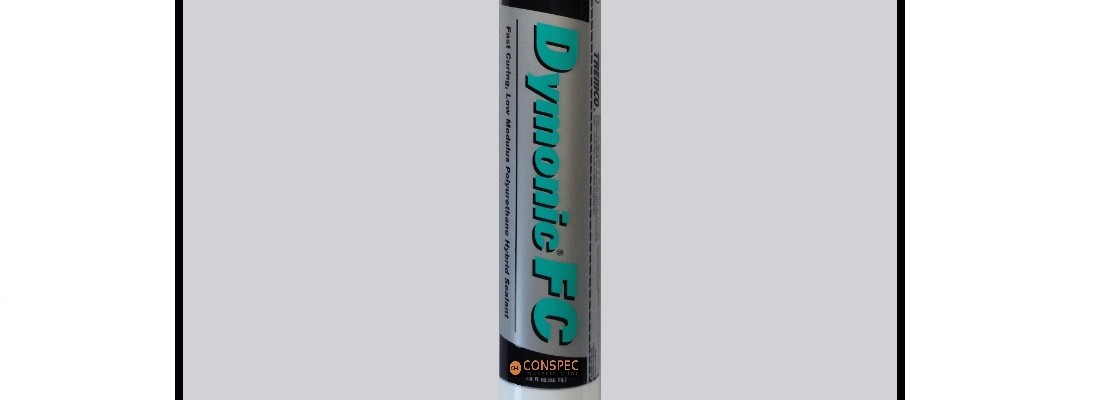 Dymonic® FC
Fast Curing, Low Modulus Polyurethane Hybrid Sealant
TREMCO.
CONSPEC